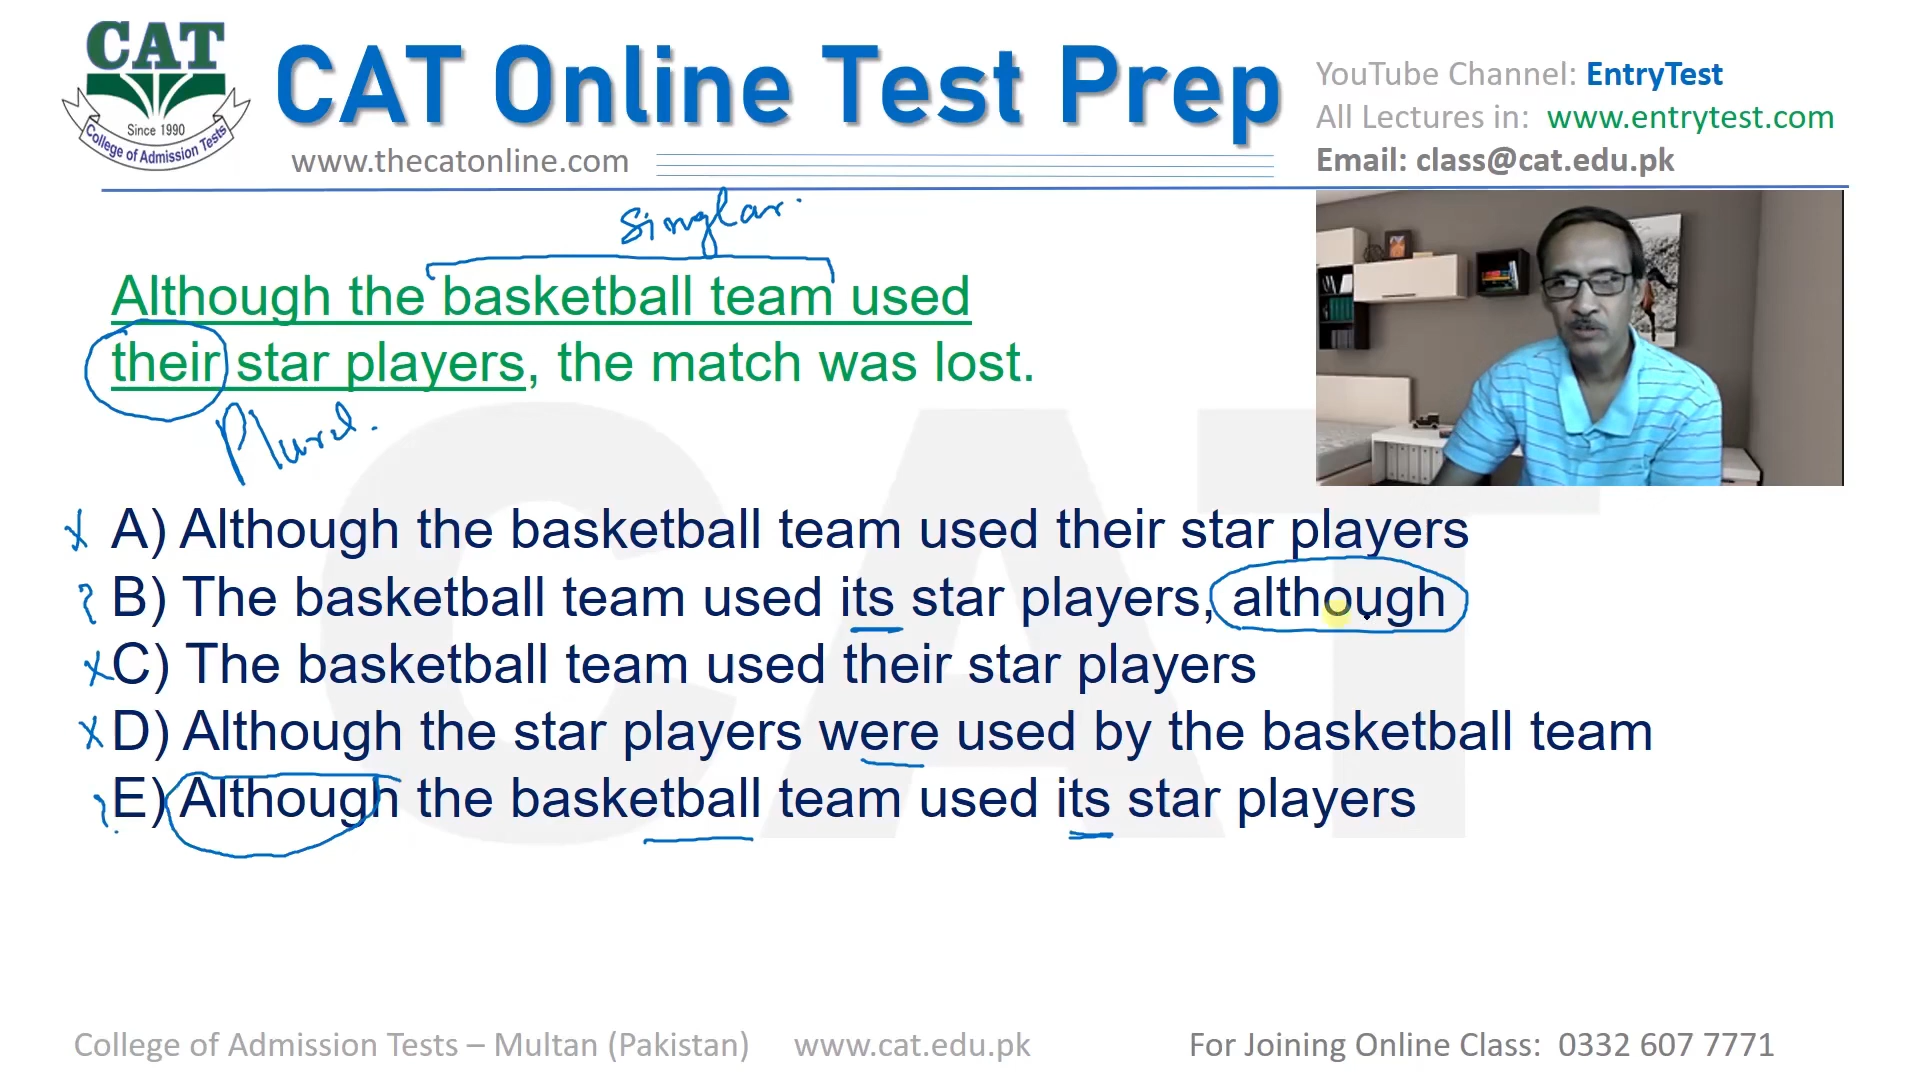 CAT
Since 1990
College of Admission Tests
CAT Online Test Prep
www.thecatonline.com
YouTube Channel: EntryTest
All Lectures in: www.entrytest.com
Email: class@cat.edu.pk
Singlar.
Although the basketball team used
their star players, the match was lost.
Plural.
x A) Although the basketball team used their star players
? B) The basketball team used its star players, although
x C) The basketball team used their star players
x D) Although the star players were used by the basketball team
? E) Although the basketball team used its star players
CAT
College of Admission Tests – Multan (Pakistan) www.cat.edu.pk For Joining Online Class: 0332 607 7771